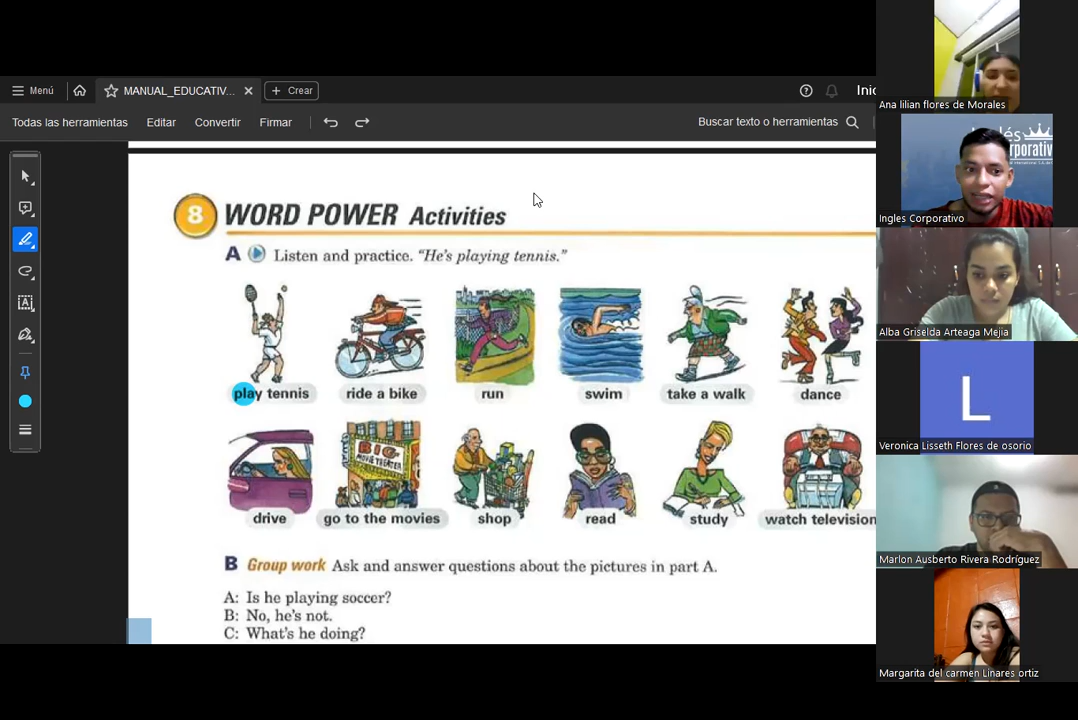 Menú
MANUAL_EDUCATIV...
Crear
Inic
Todas las herramientas
Editar
Convertir
Firmar
Buscar texto o herramientas
8 WORD POWER Activities
A Listen and practice. “He’s playing tennis.”
play tennis
ride a bike
run
swim
take a walk
dance
BIG
MOVIE THEATER
drive
go to the movies
shop
read
study
watch television
B Group work Ask and answer questions about the pictures in part A.
A: Is he playing soccer?
B: No, he’s not.
C: What’s he doing?
Ana lilian flores de Morales
Ingles Corporativo
Alba Griselda Arteaga Mejia
L
Veronica Lisseth Flores de osorio
Marlon Ausberto Rivera Rodríguez
Margarita del carmen Linares ortiz